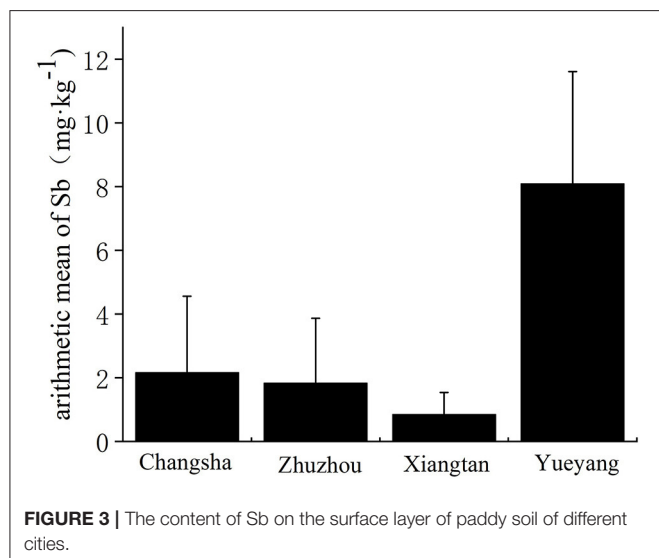 arithmetic mean of Sb（mg·kg⁻¹)
12
10
8
6
4
2
0
Changsha Zhuzhou Xiangtan Yueyang
FIGURE 3 | The content of Sb on the surface layer of paddy soil of different
cities.